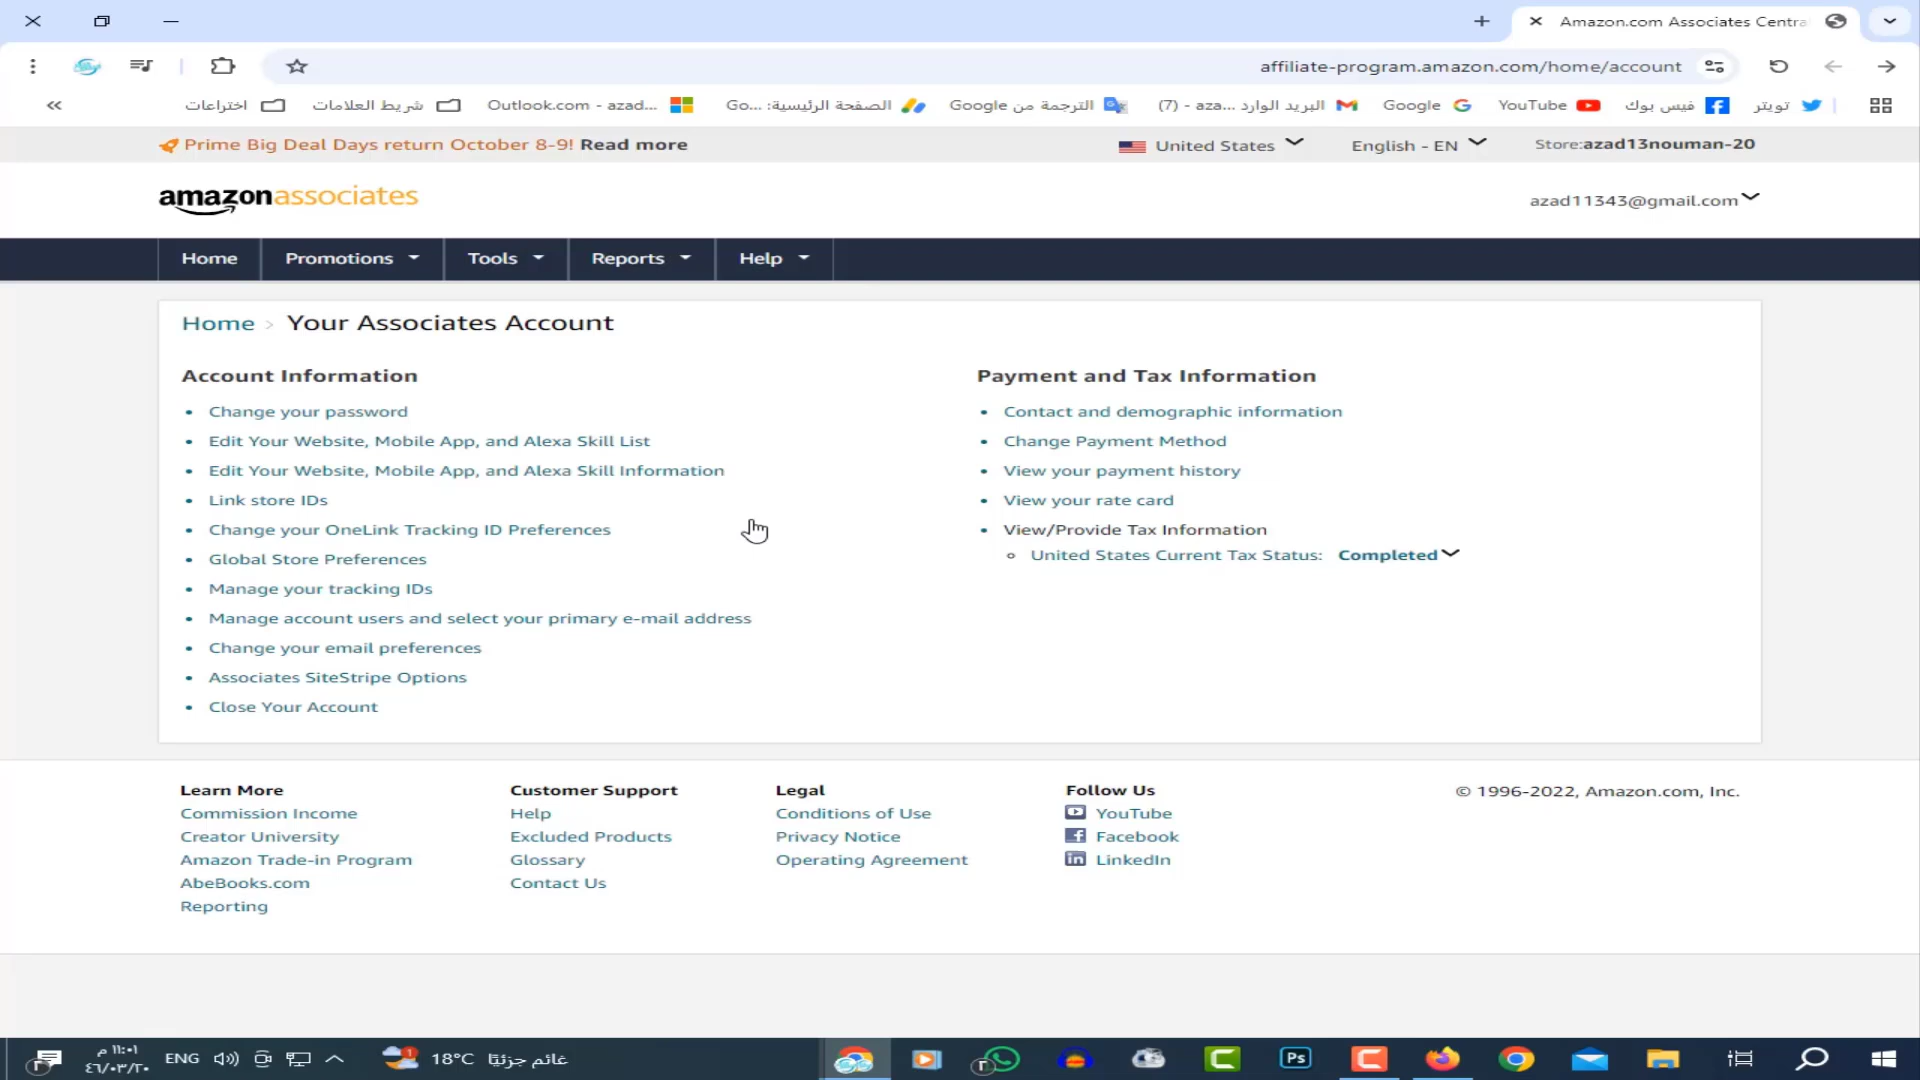 Amazon.com Associates Centra
affiliate-program.amazon.com/home/account
تويتر
فيس بوك
YouTube
Google
البريد الوارد (7) - aza...
الترجمة من Google
الصفحة الرئيسية: Go...
Outlook.com - azad...
شريط العلامات
اختراعات
Prime Big Deal Days return October 8-9! Read more
United States
English - EN
Store:azad13nouman-20
amazonassociates
azad11343@gmail.com
Home
Promotions
Tools
Reports
Help
Home > Your Associates Account
Account Information
Change your password
Edit Your Website, Mobile App, and Alexa Skill List
Edit Your Website, Mobile App, and Alexa Skill Information
Link store IDs
Change your OneLink Tracking ID Preferences
Global Store Preferences
Manage your tracking IDs
Manage account users and select your primary e-mail address
Change your email preferences
Associates SiteStripe Options
Close Your Account
Payment and Tax Information
Contact and demographic information
Change Payment Method
View your payment history
View your rate card
View/Provide Tax Information
United States Current Tax Status: Completed
Learn More
Commission Income
Creator University
Amazon Trade-in Program
AbeBooks.com
Reporting
Customer Support
Help
Excluded Products
Glossary
Contact Us
Legal
Conditions of Use
Privacy Notice
Operating Agreement
Follow Us
YouTube
Facebook
LinkedIn
© 1996-2022, Amazon.com, Inc.
Ps
غائم جزئيًا 18°C
ENG
١١:٠١ م
٤٦/٠٣/٢٠